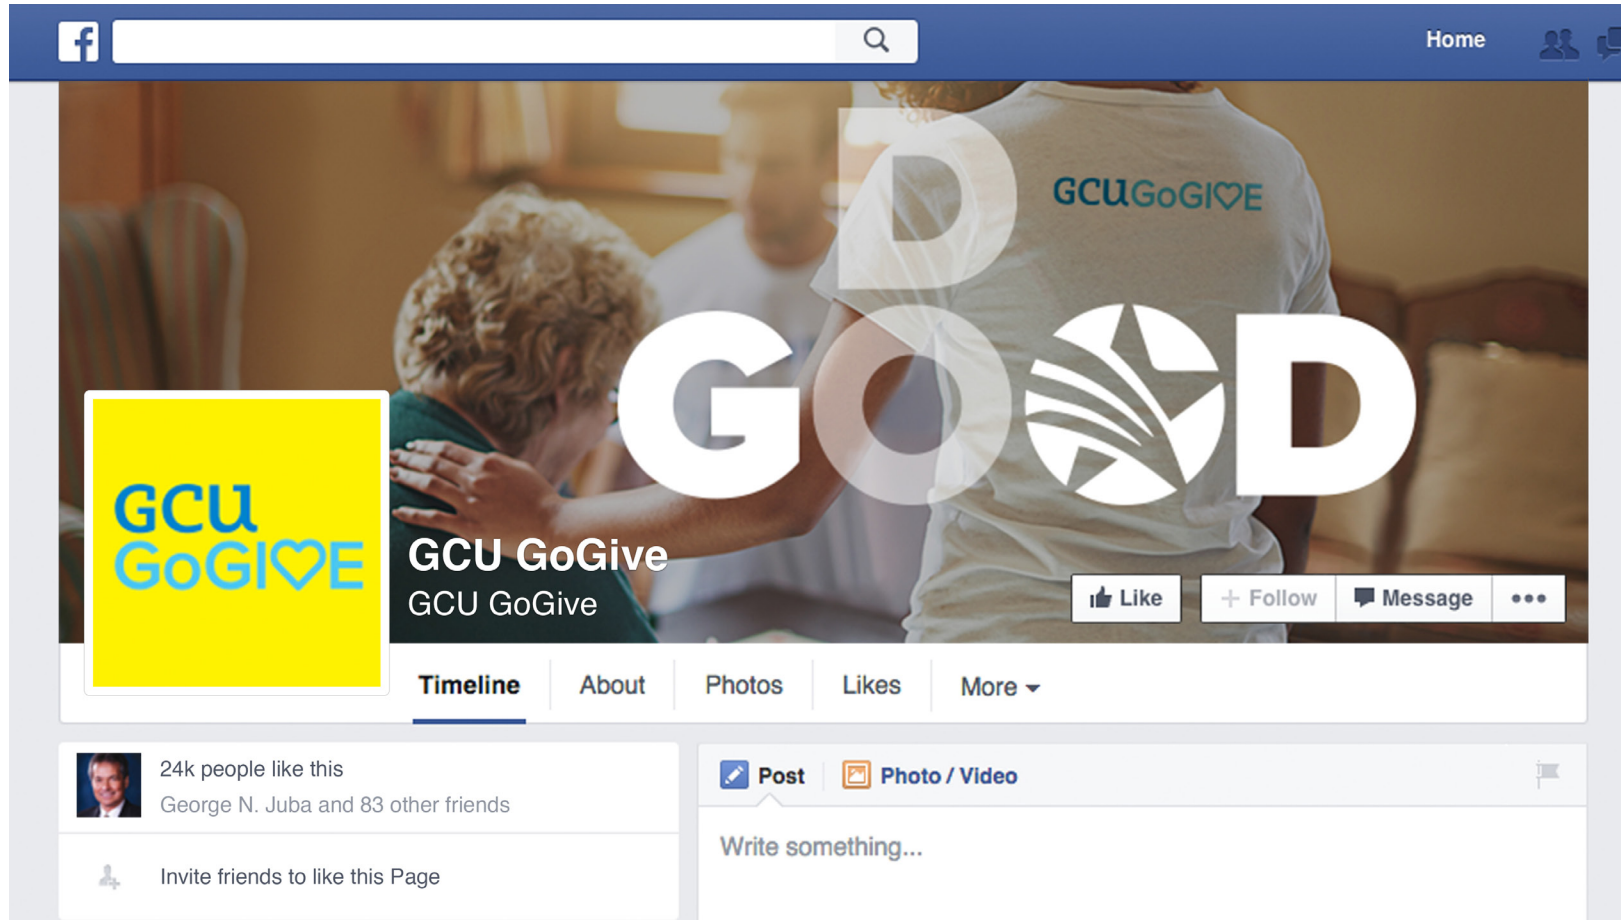 f
Home
D
GCUGoGIVE
GOOD
GCU
GoGIVE
GCU GoGive
GCU GoGive
Like
+ Follow
Message
•••
Timeline
About
Photos
Likes
More
24k people like this
George N. Juba and 83 other friends
Invite friends to like this Page
Post
Photo / Video
Write something...